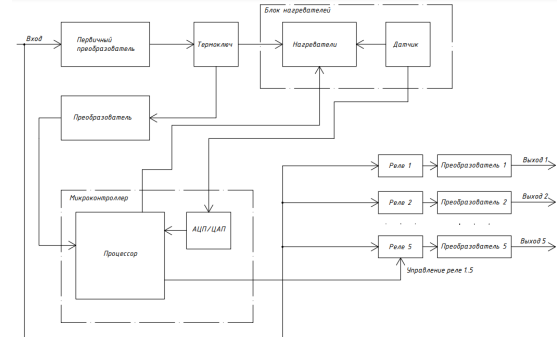 Блок нагревателей
Вход
Первичный
преобразователь
Термоключ
Нагреватели
Датчик
Преобразователь
Реле 1
Преобразователь 1
Выход 1
Микроконтроллер
Реле 2
Преобразователь 2
Выход 2
АЦП/ЦАП
Процессор
Реле 5
Преобразователь 5
Выход 5
Управление реле 1.5